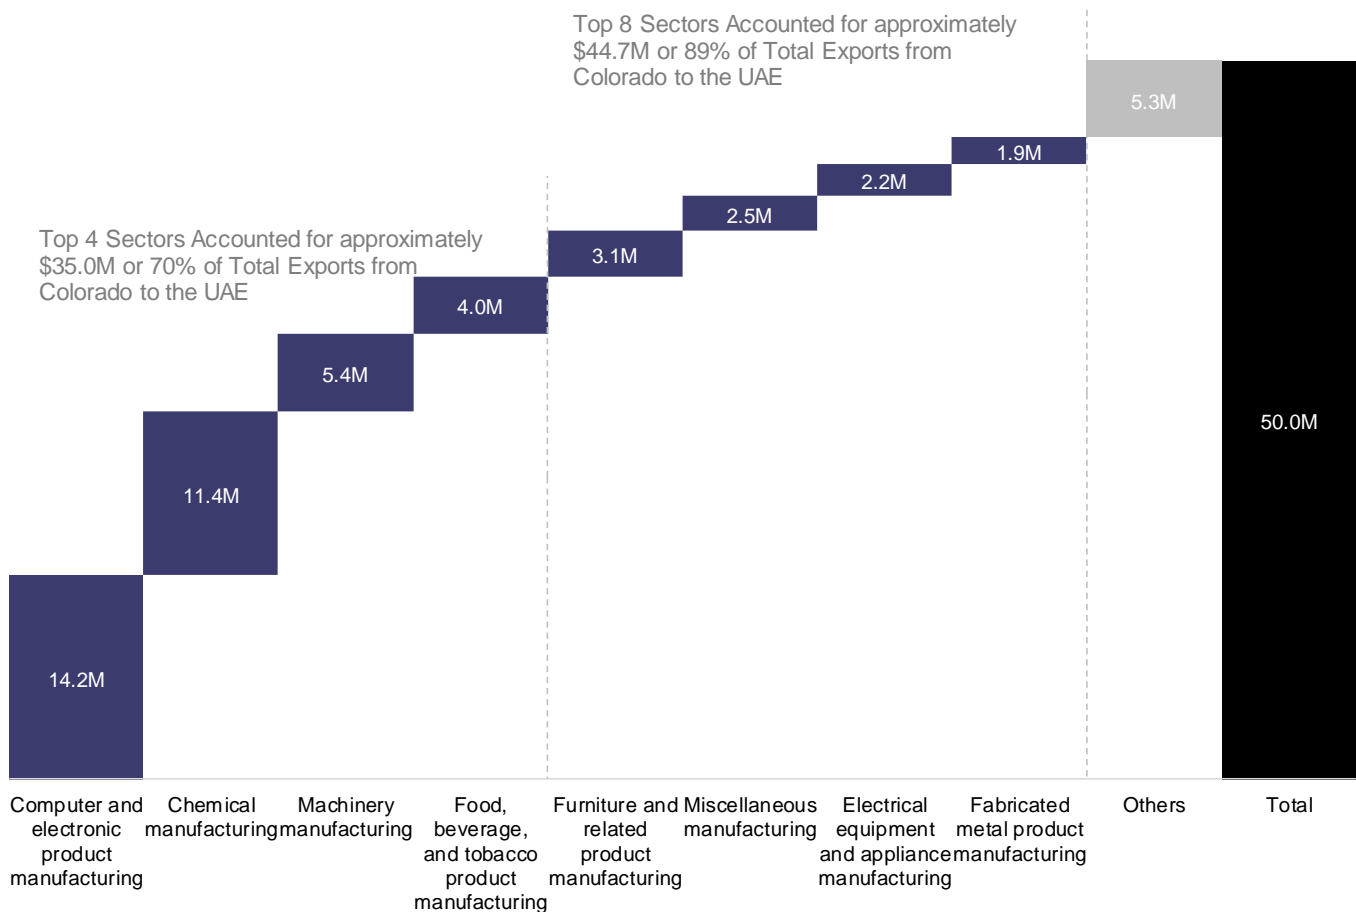 Top 8 Sectors Accounted for approximately
$44.7M or 89% of Total Exports from
Colorado to the UAE
5.3M
1.9M
2.2M
2.5M
3.1M
Top 4 Sectors Accounted for approximately
$35.0M or 70% of Total Exports from
Colorado to the UAE
4.0M
5.4M
50.0M
11.4M
14.2M
Computer and
electronic
product
manufacturing
Chemical
manufacturing
Machinery
manufacturing
Food,
beverage,
and tobacco
product
manufacturing
Furniture and
related
product
manufacturing
Miscellaneous
manufacturing
Electrical
equipment
and appliance
manufacturing
Fabricated
metal product
manufacturing
Others
Total